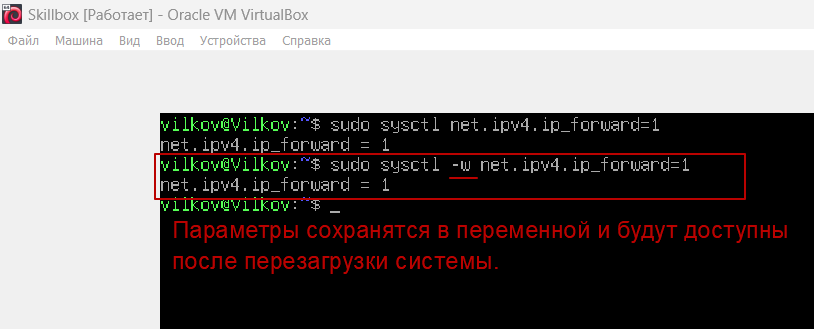 Skillbox [Работает] - Oracle VM VirtualBox
Файл Машина Вид Ввод Устройства Справка
vilkov@Vilkov:~$ sudo sysctl net.ipv4.ip_forward=1
net.ipv4.ip_forward = 1
vilkov@Vilkov:~$ sudo sysctl -w net.ipv4.ip_forward=1
net.ipv4.ip_forward = 1
vilkov@Vilkov:~$ _
Параметры сохранятся в переменной и будут доступны
после перезагрузки системы.